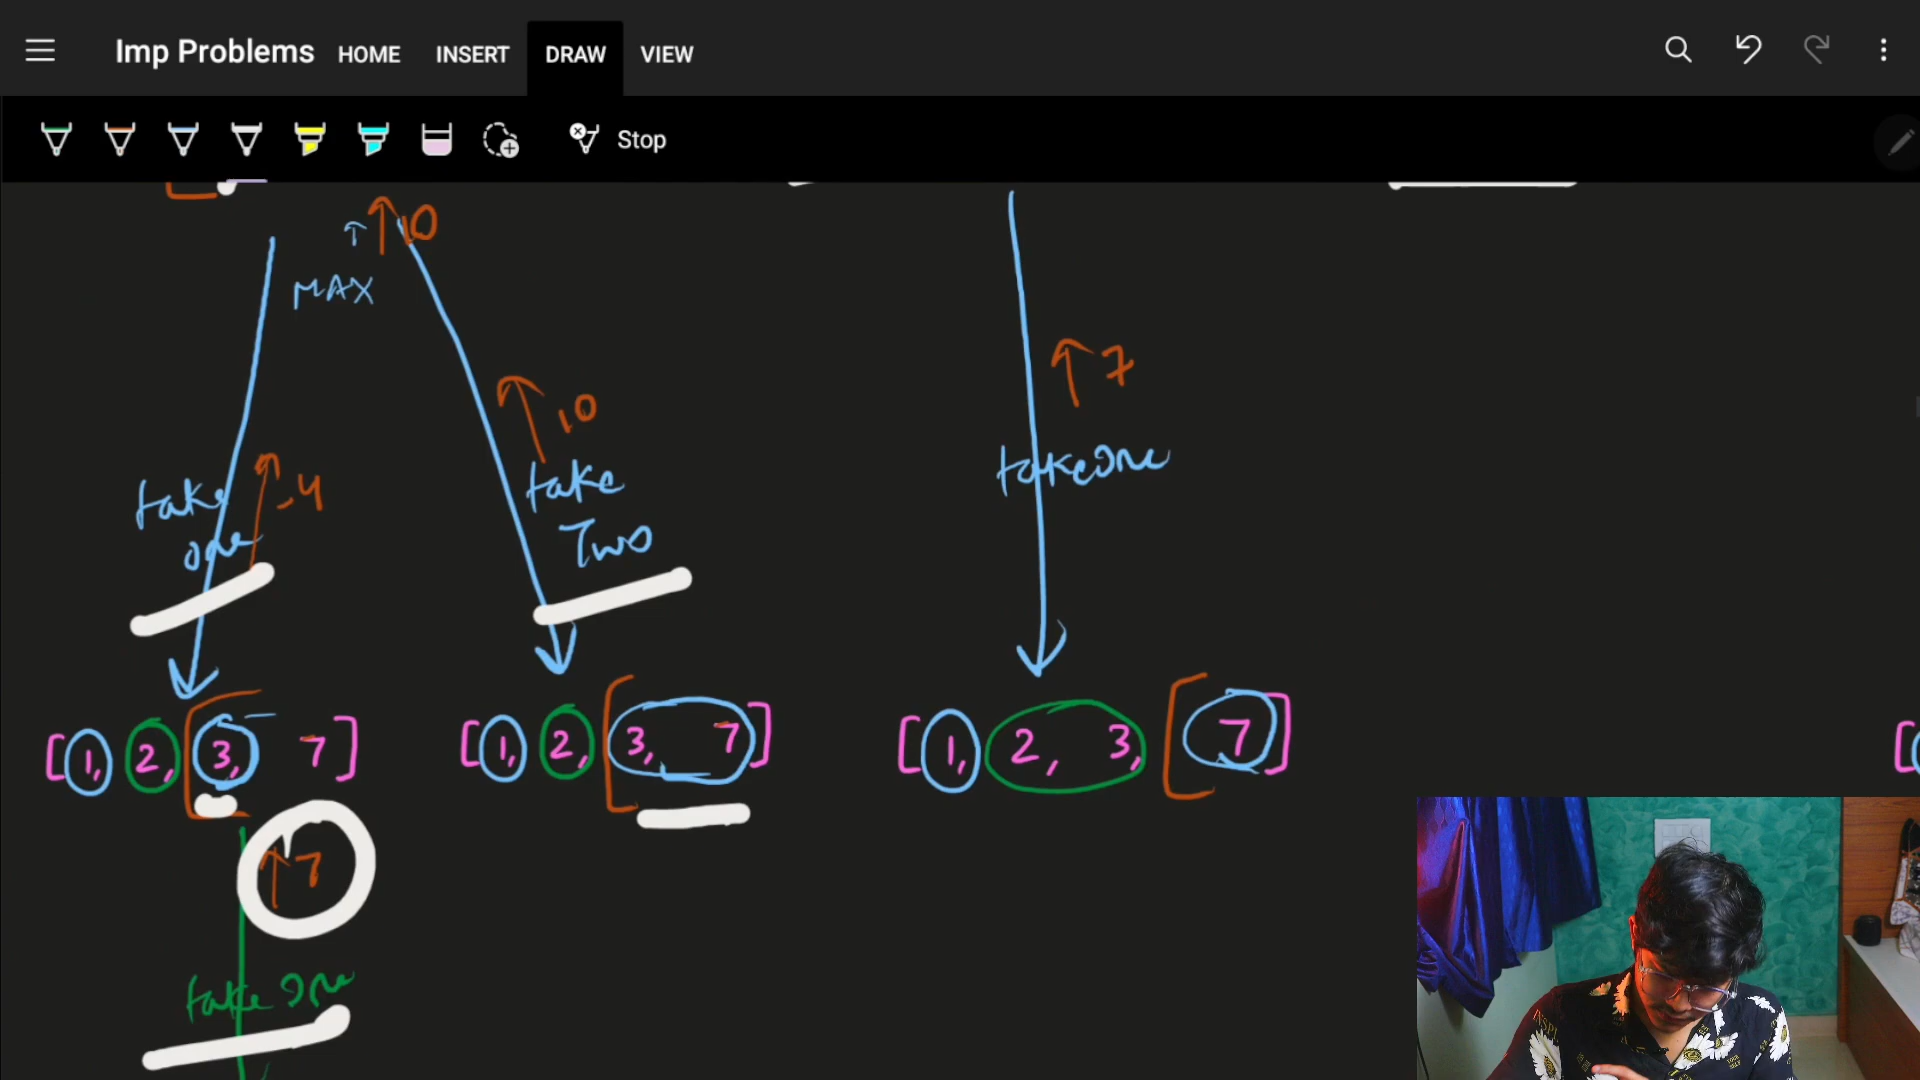 Imp Problems HOME INSERT DRAW VIEW
Stop
↑ ↑10
MAX
↑ 7
↑ 10
take one
↑ -4
take Two
takeone
[1, 2, [3, 7]
[1, 2, [3, 7]
[1, 2, 3, [7]
[
↑ 7
take one